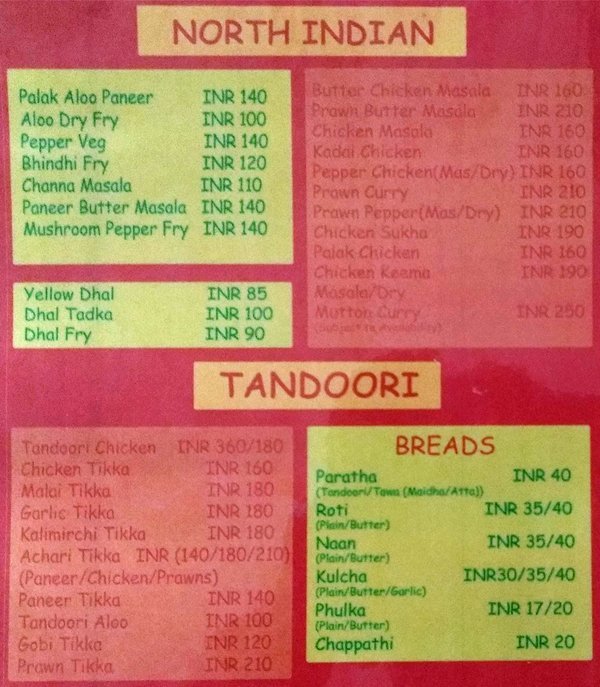 NORTH INDIAN
Palak Aloo Paneer INR 140
Aloo Dry Fry INR 100
Pepper Veg INR 140
Bhindhi Fry INR 120
Channa Masala INR 110
Paneer Butter Masala INR 140
Mushroom Pepper Fry INR 140
Yellow Dhal INR 85
Dhal Tadka INR 100
Dhal Fry INR 90
Butter Chicken Masala INR 160
Prawn Butter Masala INR 210
Chicken Masala INR 160
Kadai Chicken INR 160
Pepper Chicken(Mas/Dry) INR 160
Prawn Curry INR 210
Prawn Pepper(Mas/Dry) INR 210
Chicken Sukha INR 190
Palak Chicken INR 160
Chicken Keema INR 190
Masala/Dry
Mutton Curry INR 250
(Subject to Availability)
TANDOORI
Tandoori Chicken INR 360/180
Chicken Tikka INR 160
Malai Tikka INR 180
Garlic Tikka INR 180
Kalimirchi Tikka INR 180
Achari Tikka INR (140/180/210)
(Paneer/Chicken/Prawns)
Paneer Tikka INR 140
Tandoori Aloo INR 100
Gobi Tikka INR 120
Prawn Tikka INR 210
BREADS
Paratha INR 40
(Tandoori/Tawa (Maidha/Atta))
Roti INR 35/40
(Plain/Butter)
Naan INR 35/40
(Plain/Butter)
Kulcha INR30/35/40
(Plain/Butter/Garlic)
Phulka INR 17/20
(Plain/Butter)
Chappathi INR 20